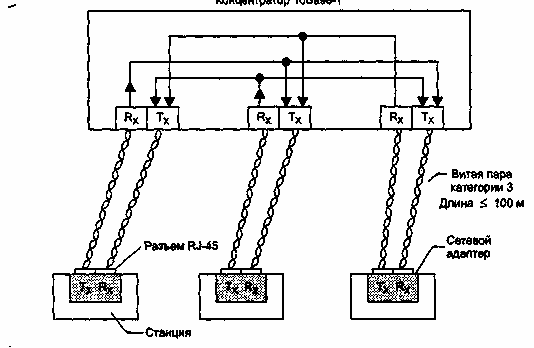 Концентратор 10Base-T
Rx Tx Rx Tx Rx Tx
Витая пара
категории 3
Длина ≤ 100 м
Разъем RJ-45
Сетевой
адаптер
Tx Rx Tx Rx Tx Rx
Станция